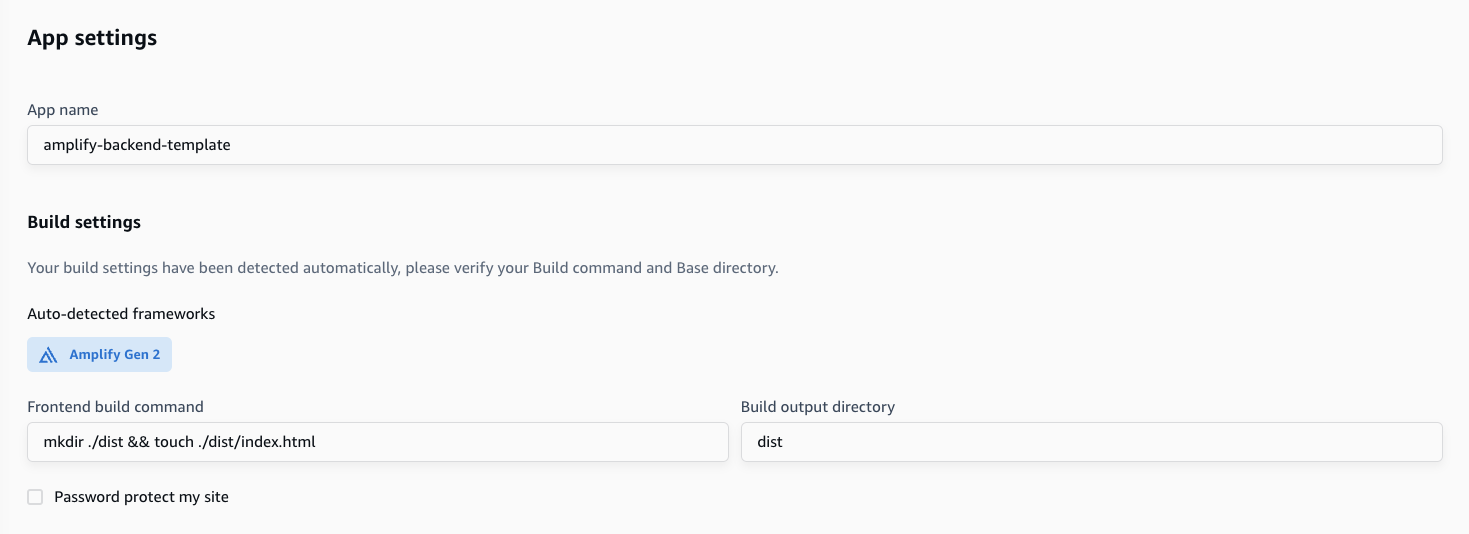 App settings
App name
amplify-backend-template
Build settings
Your build settings have been detected automatically, please verify your Build command and Base directory.
Auto-detected frameworks
Amplify Gen 2
Frontend build command
Build output directory
mkdir ./dist && touch ./dist/index.html
dist
Password protect my site